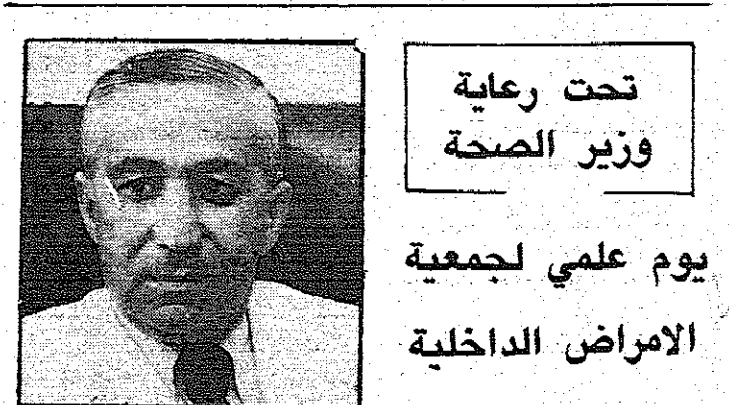 تحت رعاية
وزير الصحة
يوم علمي لجمعية
الامراض الداخلية